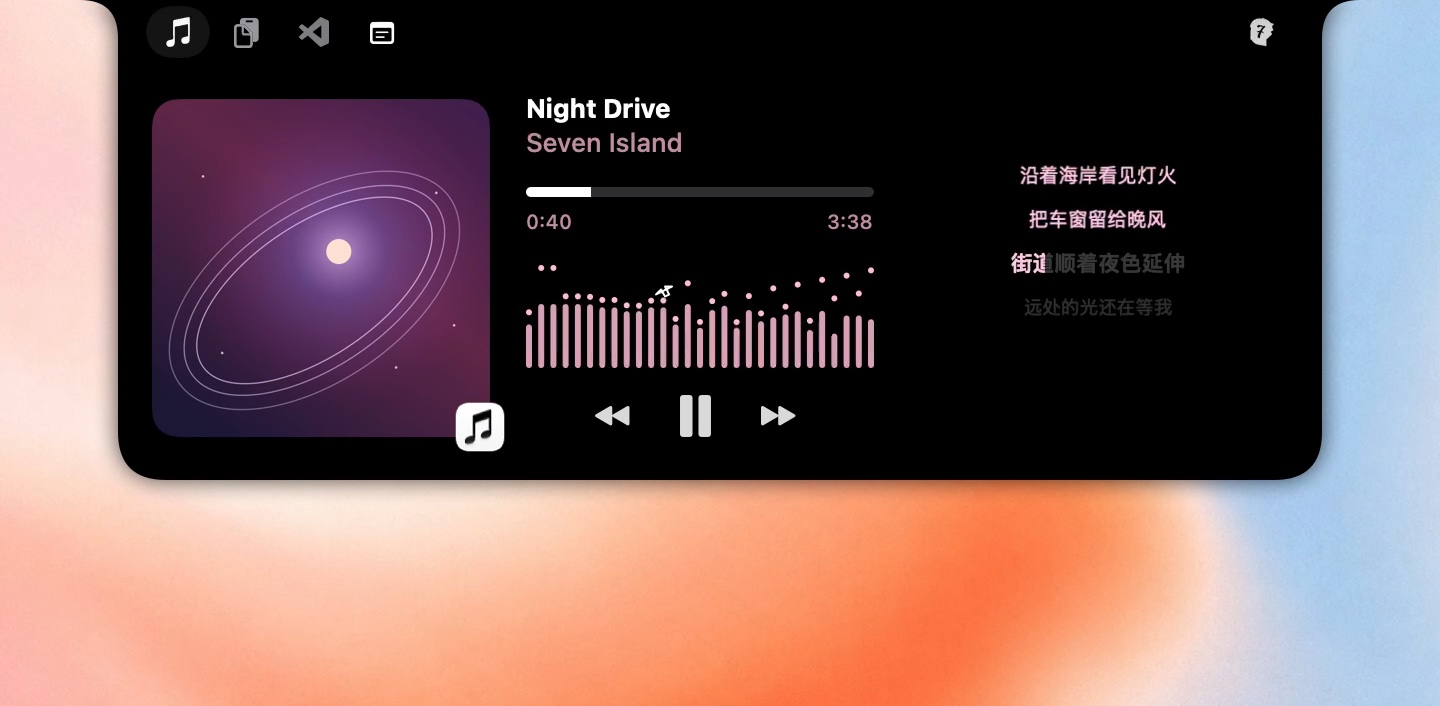 7
Night Drive
Seven Island
0:40
3:38
沿着海岸看见灯火
把车窗留给晚风
街道顺着夜色延伸
远处的光还在等我